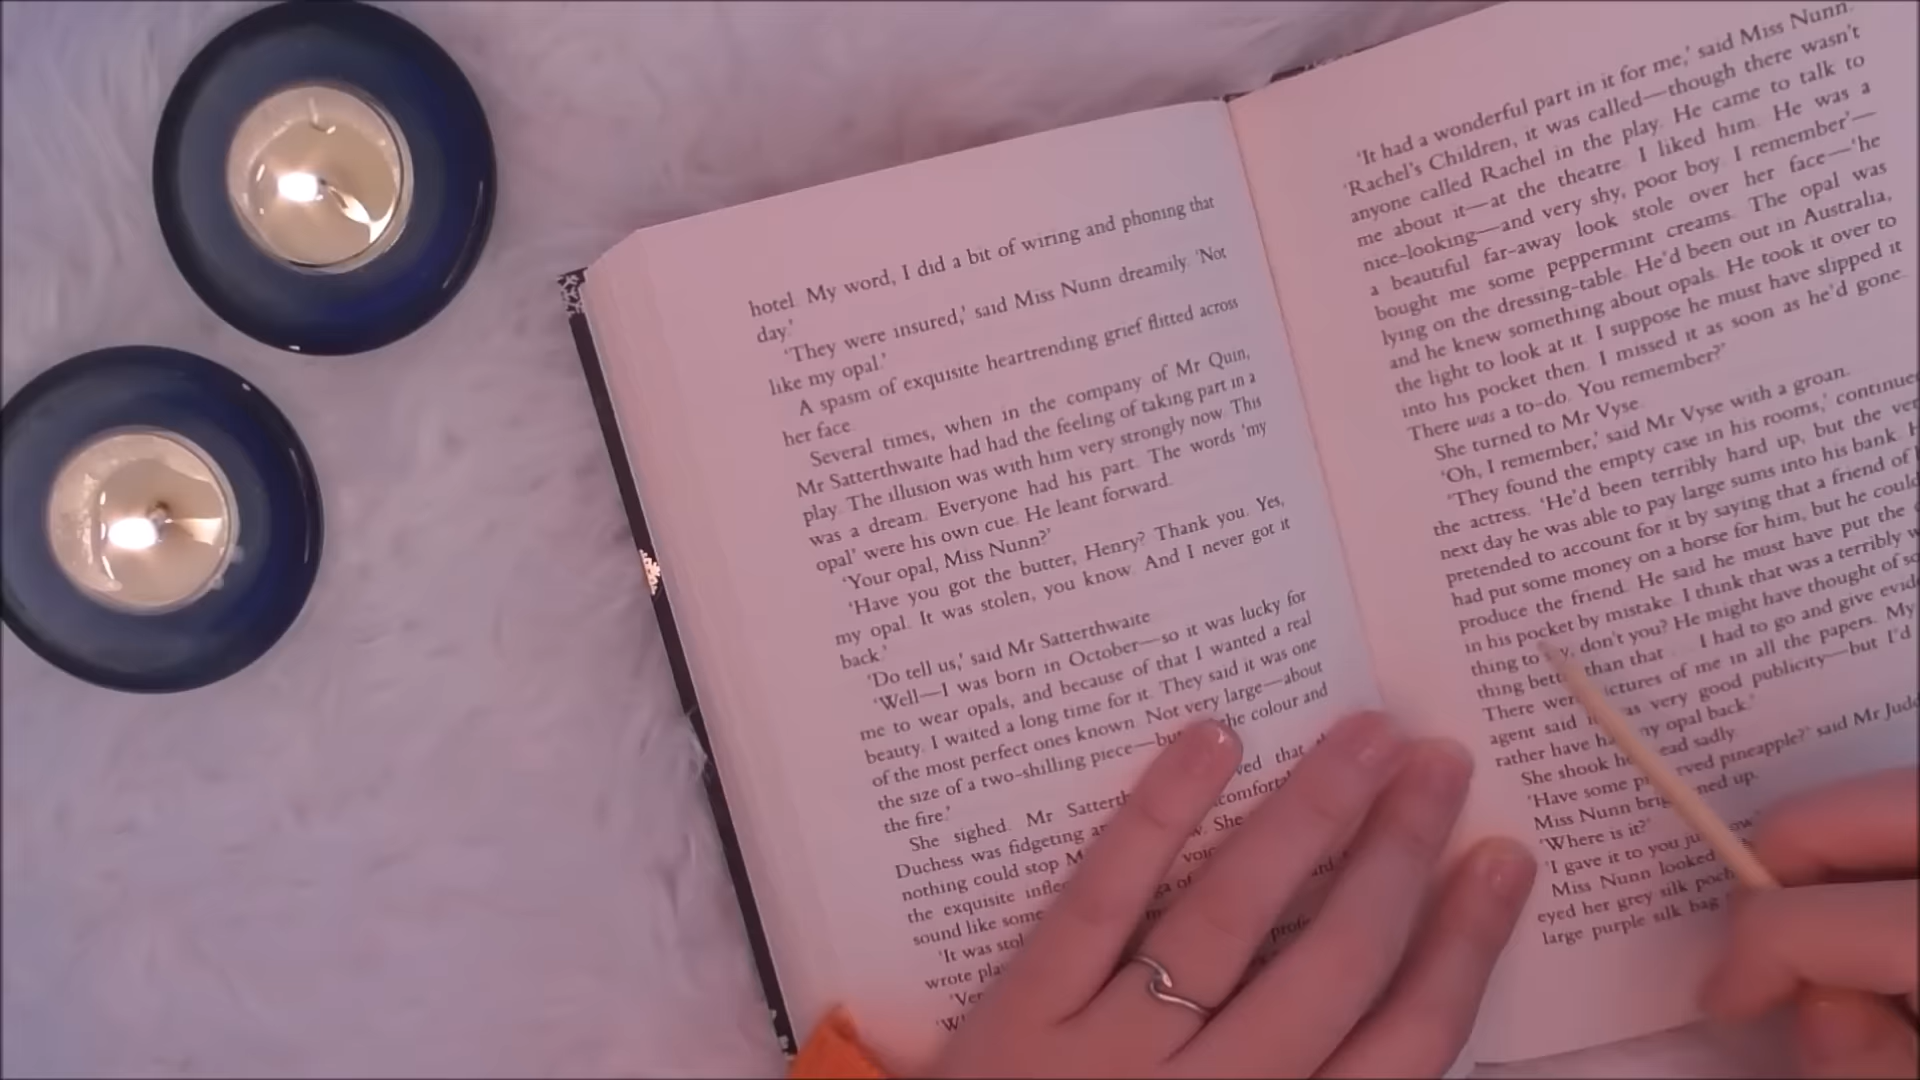 hotel. My word, I did a bit of wiring and phoning that
day.'
'They were insured,' said Miss Nunn dreamily. 'Not
like my opal.'
A spasm of exquisite heartrending grief flitted across
her face.
Several times, when in the company of Mr Quin,
Mr Satterthwaite had had the feeling of taking part in a
play. The illusion was with him very strongly now. This
was a dream. Everyone had his part. The words 'my
opal' were his own cue. He leant forward.
'Your opal, Miss Nunn?'
'Have you got the butter, Henry? Thank you. Yes,
my opal. It was stolen, you know. And I never got it
back.'
'Do tell us,' said Mr Satterthwaite.
'Well—I was born in October—so it was lucky for
me to wear opals, and because of that I wanted a real
beauty. I waited a long time for it. They said it was one
of the most perfect ones known. Not very large—about
the size of a two-shilling piece—but the colour and
the fire.'
She sighed. Mr
Duchess was fidgeting
nothing could stop
the exquisite
sound like some
'It was
wrote
'It had a wonderful part in it for me,' said Miss Nunn.
'Rachel's Children, it was called—though there wasn't
anyone called Rachel in the play. He came to talk to
me about it—at the theatre. I liked him. He was a
nice-looking—and very shy, poor boy. I remember'—
a beautiful far-away look stole over her face—'he
bought me some peppermint creams. The opal was
lying on the dressing-table. He'd been out in Australia,
and he knew something about opals. He took it over to
the light to look at it. I suppose he must have slipped it
into his pocket then. I missed it as soon as he'd gone.
There was a to-do. You remember?'
She turned to Mr Vyse.
'Oh, I remember,' said Mr Vyse with a groan.
'They found the empty case in his rooms,' continue
the actress. 'He'd been terribly hard up, but the ver
next day he was able to pay large sums into his bank. H
pretended to account for it by saying that a friend of
had put some money on a horse for him, but he could
produce the friend. He said he must have put the
in his pocket by mistake. I think that was a terribly w
thing to , don't you? He might have thought of so
thing than that . . . I had to go and give evide
There ictures of me in all the papers. My
agent said as very good publicity—but I'd
rather have my opal back.'
She shook ead sadly.
'Have some rved pineapple?' said Mr Jud
Miss Nunn ned up.
'Where is it?'
'I gave it to you
Miss Nunn looked
eyed her grey silk
large purple silk bag